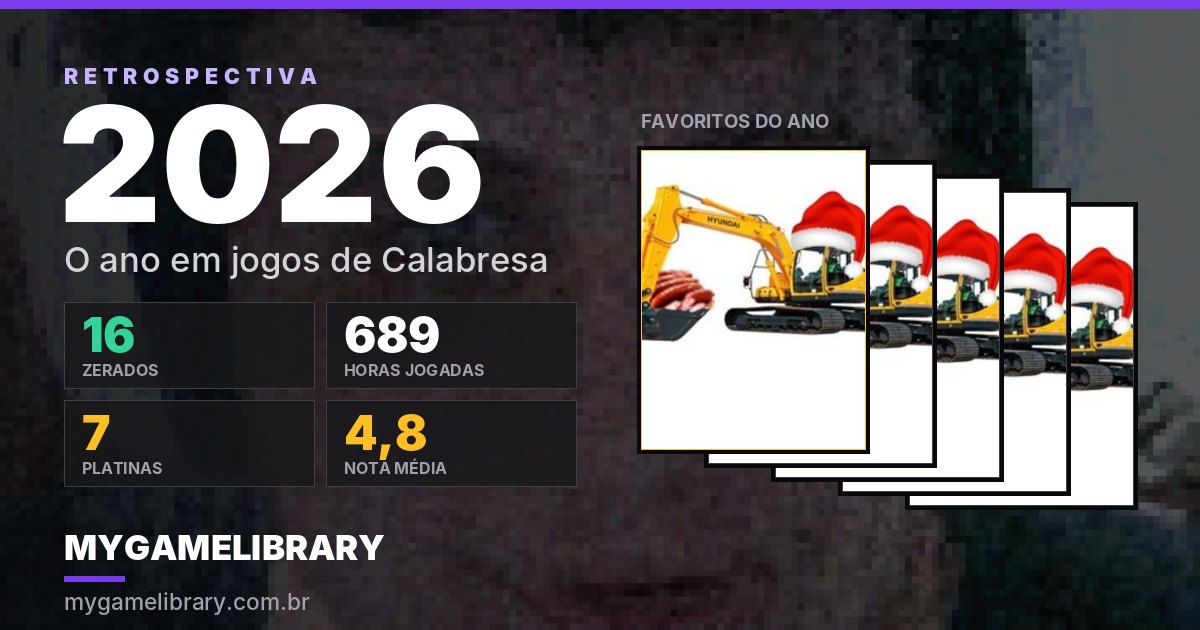 RETROSPECTIVA
2026
O ano em jogos de Calabresa
16
ZERADOS
689
HORAS JOGADAS
7
PLATINAS
4,8
NOTA MÉDIA
MYGAMELIBRARY
mygamelibrary.com.br
FAVORITOS DO ANO
HYUNDAI